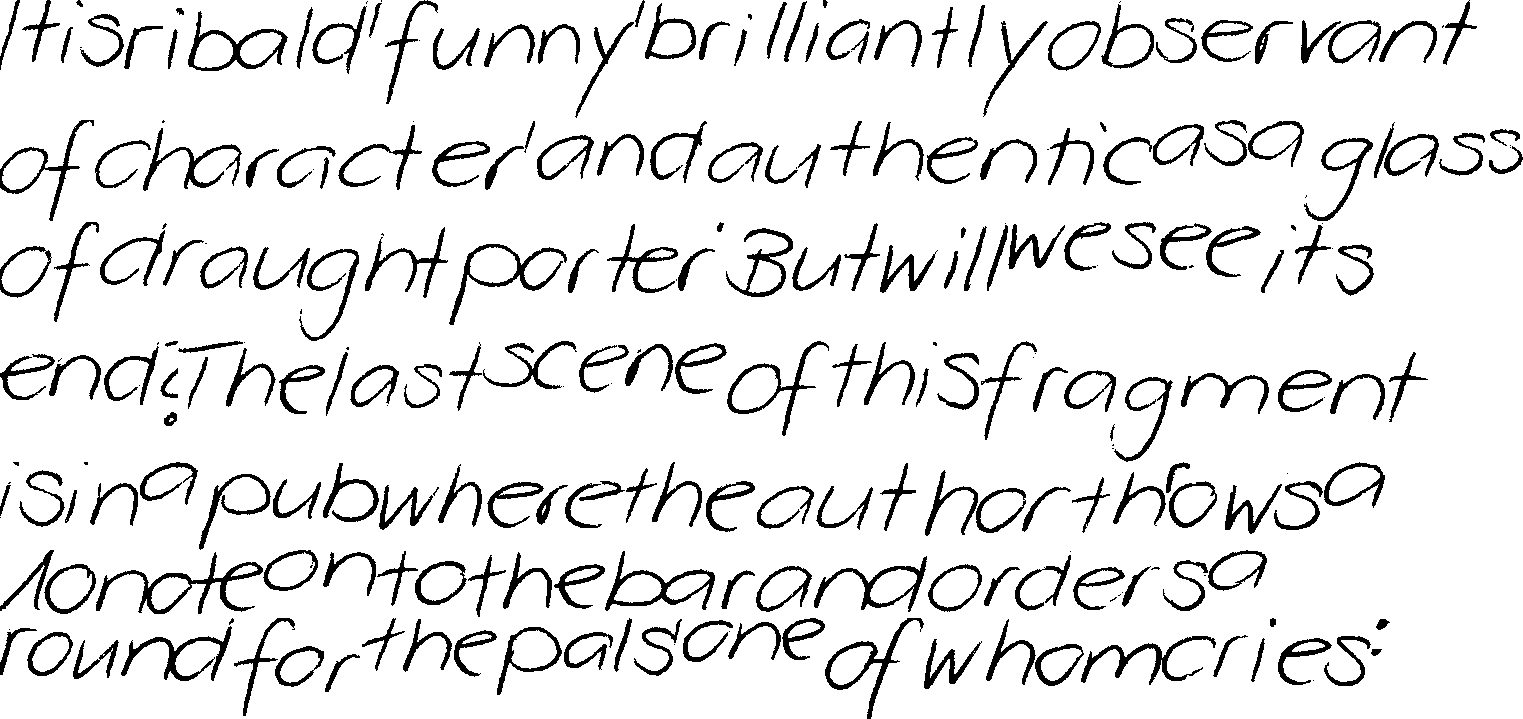 It is ribald, funny, brilliantly observant
of character, and authentic as a glass
of draught porter. But will we see its
end? The last scene of this fragment
is in a pub where the author throws a
10 note onto the bar and orders a
round for the pals, one of whom cries: